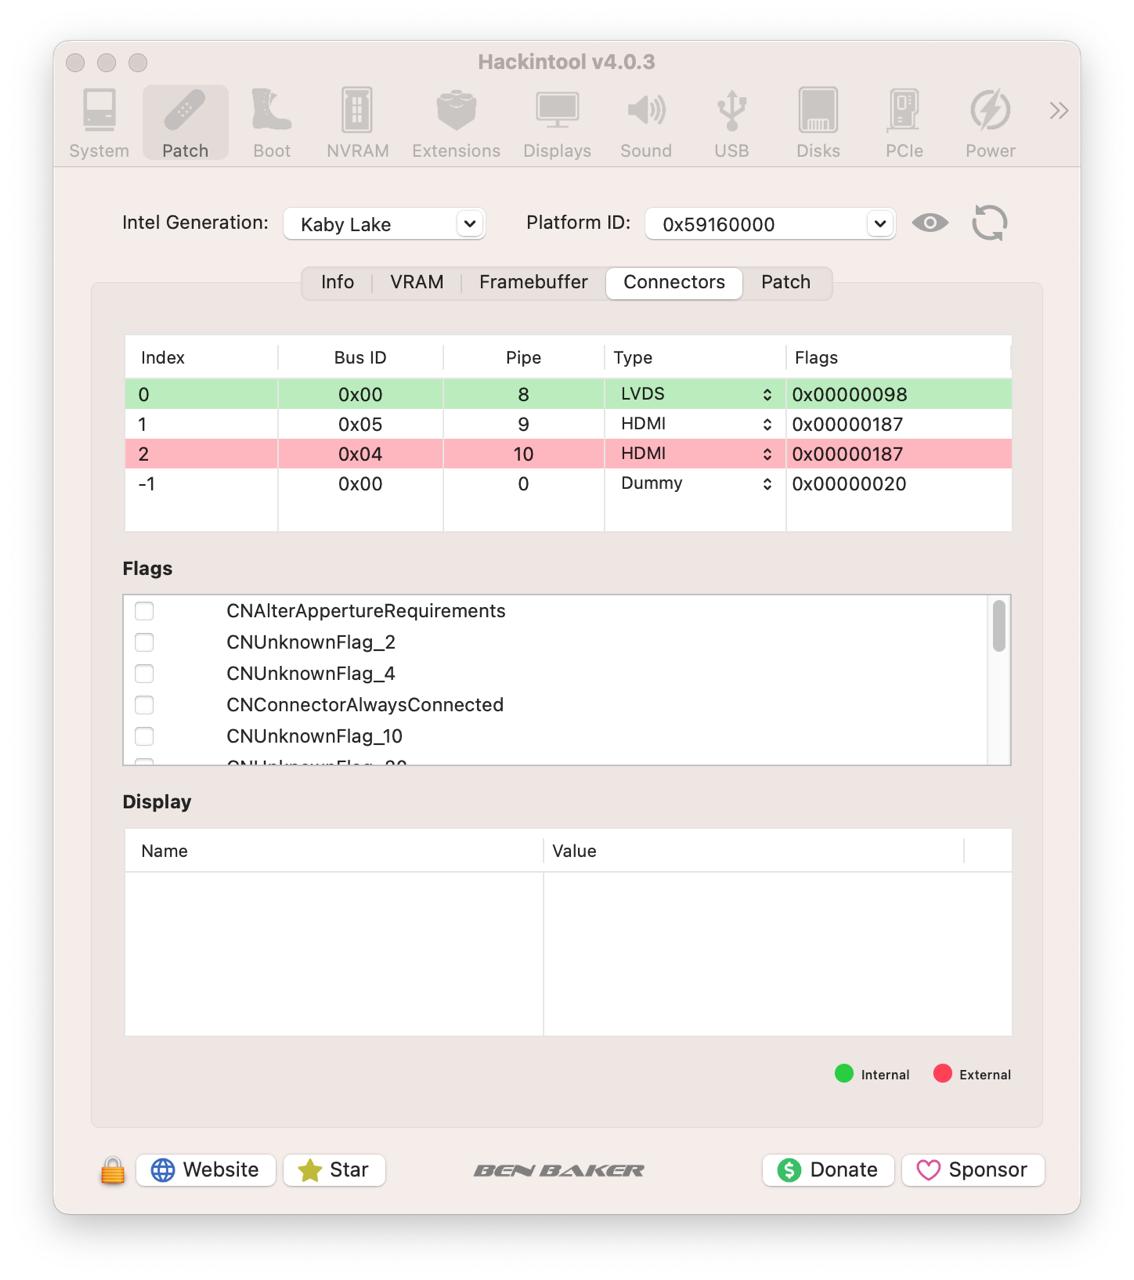 Hackintool v4.0.3
System Patch Boot NVRAM Extensions Displays Sound USB Disks PCIe Power
Intel Generation: Kaby Lake Platform ID: 0x59160000
Info VRAM Framebuffer Connectors Patch
Index Bus ID Pipe Type Flags
0 0x00 8 LVDS 0x00000098
1 0x05 9 HDMI 0x00000187
2 0x04 10 HDMI 0x00000187
-1 0x00 0 Dummy 0x00000020
Flags
CNAlterAppertureRequirements
CNUnknownFlag_2
CNUnknownFlag_4
CNConnectorAlwaysConnected
CNUnknownFlag_10
CNUnknownFlag_20
Display
Name Value
Internal External
Website Star BEN BAKER Donate Sponsor